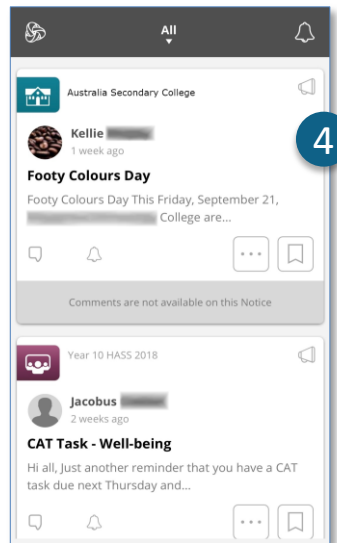 All
Australia Secondary College
Kellie
1 week ago
4
Footy Colours Day
Footy Colours Day This Friday, September 21,
College are...
Comments are not available on this Notice
Year 10 HASS 2018
Jacobus
2 weeks ago
CAT Task - Well-being
Hi all, Just another reminder that you have a CAT
task due next Thursday and...